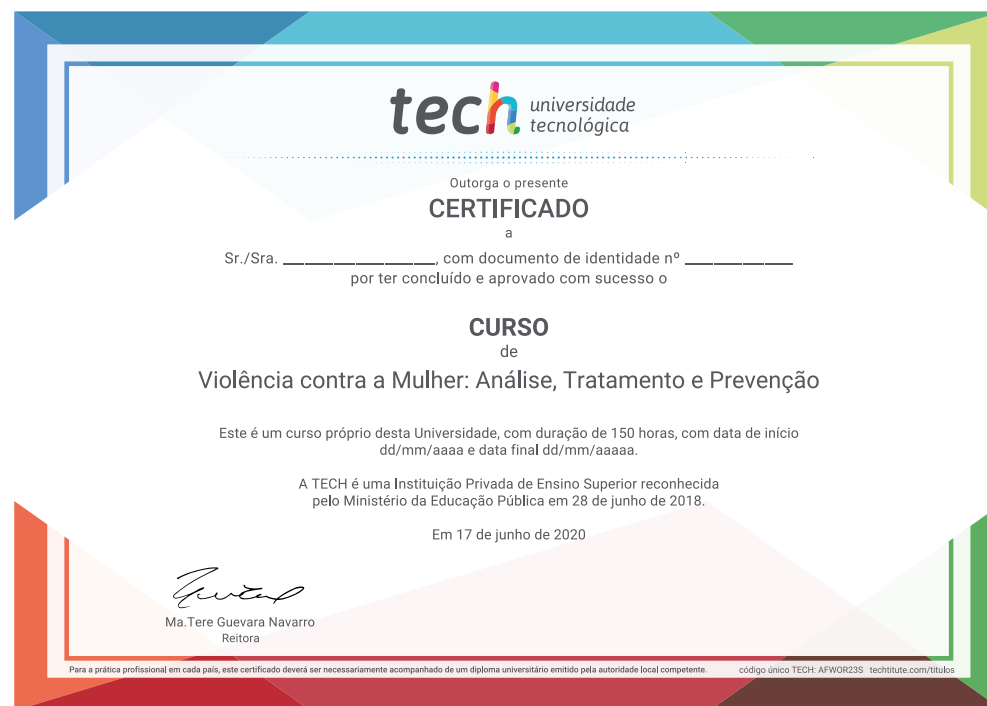 tech universidade
tecnológica
Outorga o presente
CERTIFICADO
a
Sr./Sra. ____________________, com documento de identidade nº ______________
por ter concluído e aprovado com sucesso o
CURSO
de
Violência contra a Mulher: Análise, Tratamento e Prevenção
Este é um curso próprio desta Universidade, com duração de 150 horas, com data de início
dd/mm/aaaa e data final dd/mm/aaaaa.
A TECH é uma Instituição Privada de Ensino Superior reconhecida
pelo Ministério da Educação Pública em 28 de junho de 2018.
Em 17 de junho de 2020
Ma.Tere Guevara Navarro
Reitora
Para a prática profissional em cada país, este certificado deverá ser necessariamente acompanhado de um diploma universitário emitido pela autoridade local competente. código único TECH: AFWOR23S techtitute.com/titulos